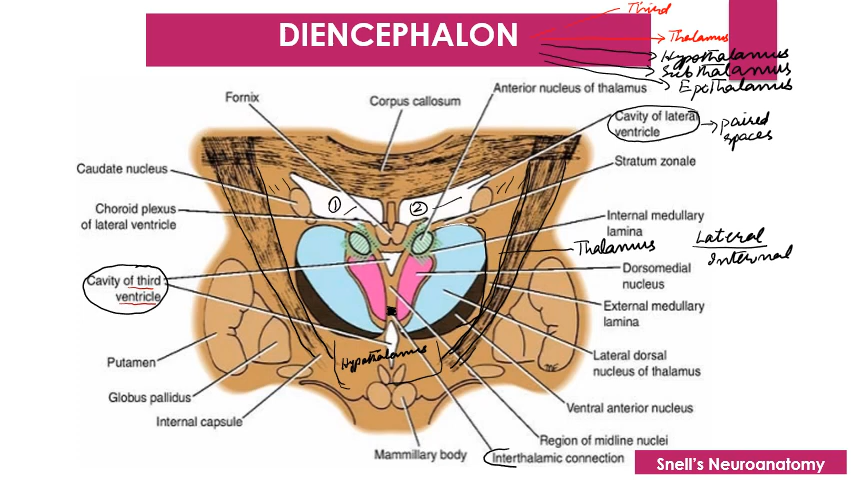 DIENCEPHALON
Third
Thalamus
Hypothalamus
Subthalamus
Epithalamus
Fornix
Corpus callosum
Anterior nucleus of thalamus
Cavity of lateral
ventricle
paired
spaces
Caudate nucleus
Stratum zonale
1
2
Choroid plexus
of lateral ventricle
Internal medullary
lamina
Thalamus
Lateral
Internal
Dorsomedial
nucleus
Cavity of third
ventricle
External medullary
lamina
Hypothalamus
Putamen
Lateral dorsal
nucleus of thalamus
Globus pallidus
Internal capsule
Ventral anterior nucleus
Region of midline nuclei
Mammillary body
Interthalamic connection
Snell's Neuroanatomy